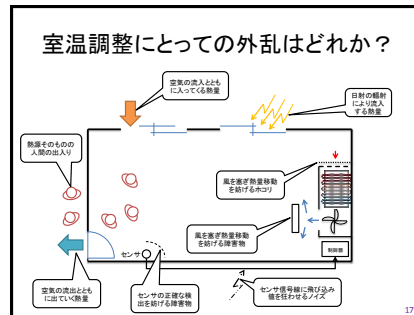 室温調整にとっての外乱はどれか？
空気の流入ととも
に入ってくる熱量
日射の輻射
により流入
する熱量
熱源そのものの
人間の出入り
風を塞ぎ熱量移動
を妨げるホコリ
風を塞ぎ熱量移動
を妨げる障害物
センサ
制御器
空気の流出ととも
に出ていく熱量
センサの正確な検
出を妨げる障害物
センサ信号線に飛び込み
値を狂わせるノイズ
17